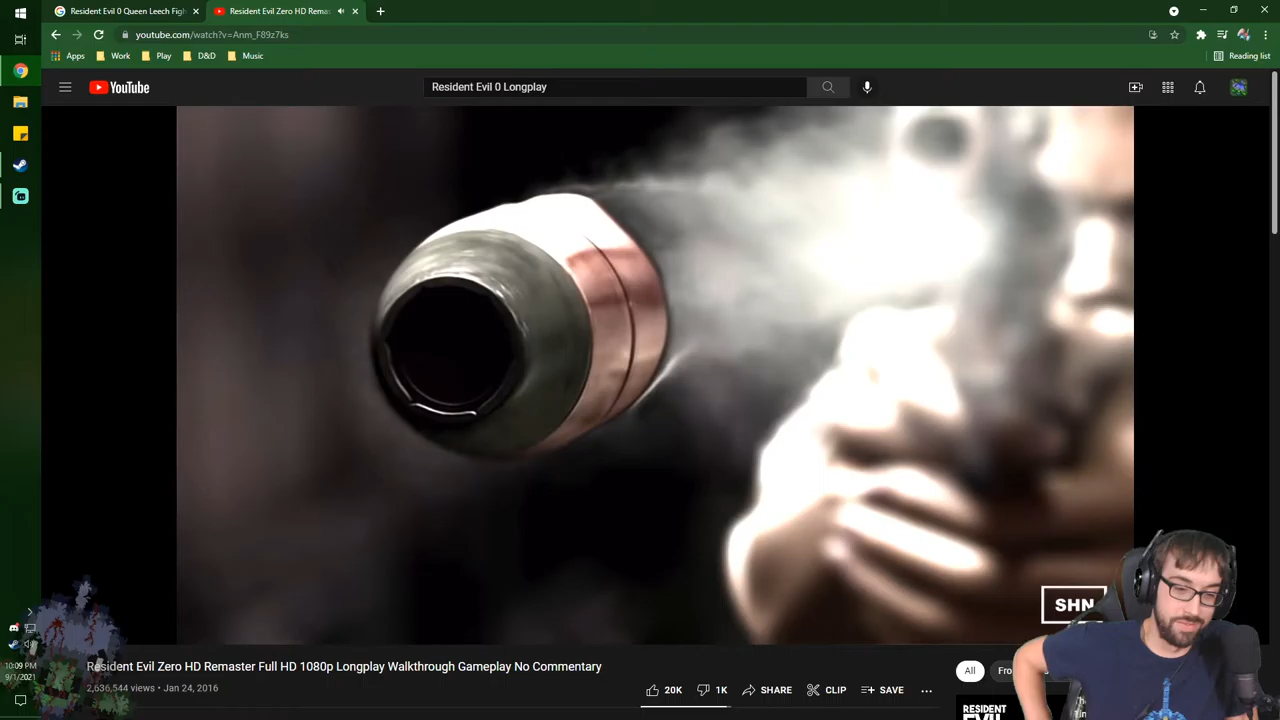 Resident Evil 0 Queen Leech Figh
Resident Evil Zero HD Rema
youtube.com/watch?v=Anm_F89z7ks
Apps Work Play D&D Music Reading list
YouTube Resident Evil 0 Longplay
SHN
Resident Evil Zero HD Remaster Full HD 1080p Longplay Walkthrough Gameplay No Commentary
2,636,544 views • Jan 24, 2016
20K 1K SHARE CLIP SAVE
All Fro
RESIDENT
10:09 PM
9/1/2021